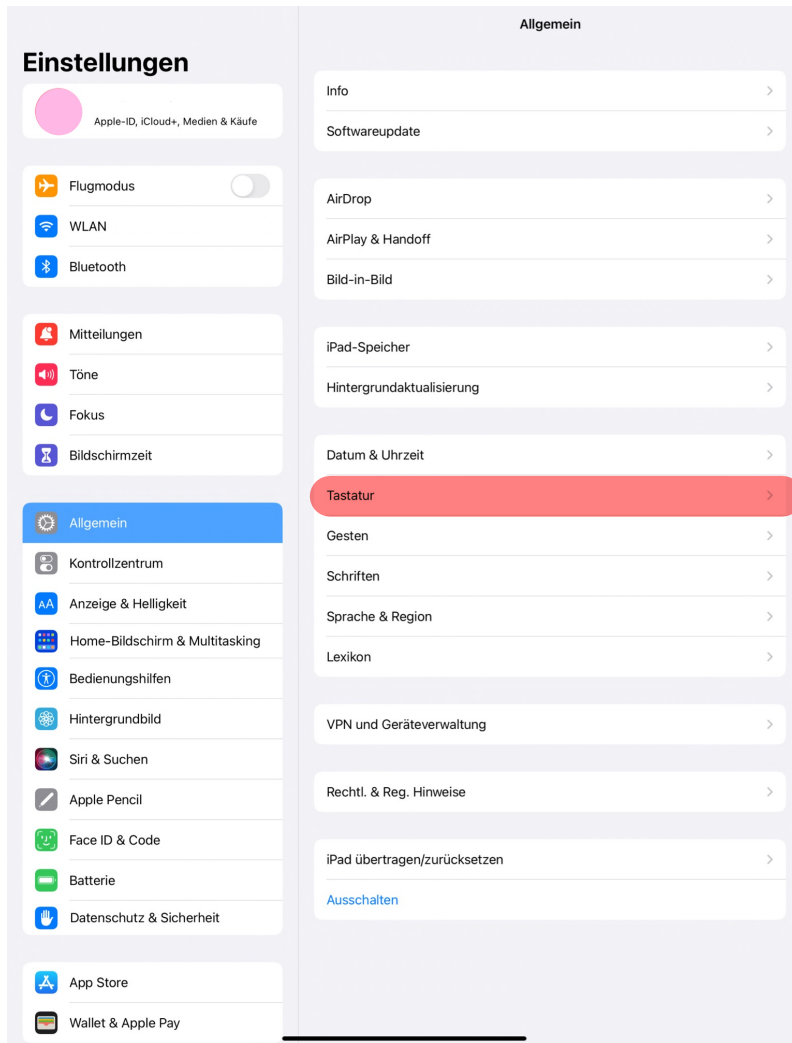 Einstellungen
Apple-ID, iCloud+, Medien & Käufe
Flugmodus
WLAN
Bluetooth
Mitteilungen
Töne
Fokus
Bildschirmzeit
Allgemein
Kontrollzentrum
AA Anzeige & Helligkeit
Home-Bildschirm & Multitasking
Bedienungshilfen
Hintergrundbild
Siri & Suchen
Apple Pencil
Face ID & Code
Batterie
Datenschutz & Sicherheit
App Store
Wallet & Apple Pay
Allgemein
Info
Softwareupdate
AirDrop
AirPlay & Handoff
Bild-in-Bild
iPad-Speicher
Hintergrundaktualisierung
Datum & Uhrzeit
Tastatur
Gesten
Schriften
Sprache & Region
Lexikon
VPN und Geräteverwaltung
Rechtl. & Reg. Hinweise
iPad übertragen/zurücksetzen
Ausschalten